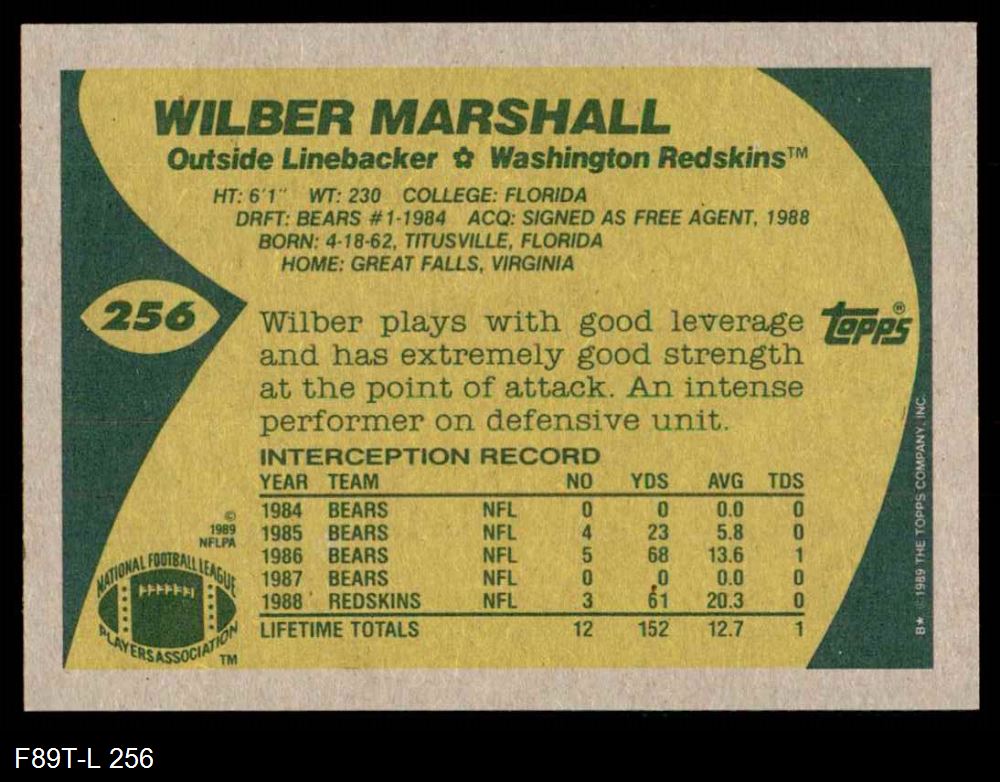 WILBER MARSHALL
Outside Linebacker ✿ Washington Redskins™
HT: 6'1" WT: 230 COLLEGE: FLORIDA
DRFT: BEARS #1-1984 ACQ: SIGNED AS FREE AGENT, 1988
BORN: 4-18-62, TITUSVILLE, FLORIDA
HOME: GREAT FALLS, VIRGINIA
256
Wilber plays with good leverage
and has extremely good strength
at the point of attack. An intense
performer on defensive unit.
topps®
INTERCEPTION RECORD
YEAR TEAM NO YDS AVG TDS
1984 BEARS NFL 0 0 0.0 0
1985 BEARS NFL 4 23 5.8 0
1986 BEARS NFL 5 68 13.6 1
1987 BEARS NFL 0 0 0.0 0
1988 REDSKINS NFL 3 61 20.3 0
LIFETIME TOTALS 12 152 12.7 1
©
1989
NFLPA
NATIONAL FOOTBALL LEAGUE
PLAYERS ASSOCIATION
TM
B* © 1989 THE TOPPS COMPANY, INC.
F89T-L 256